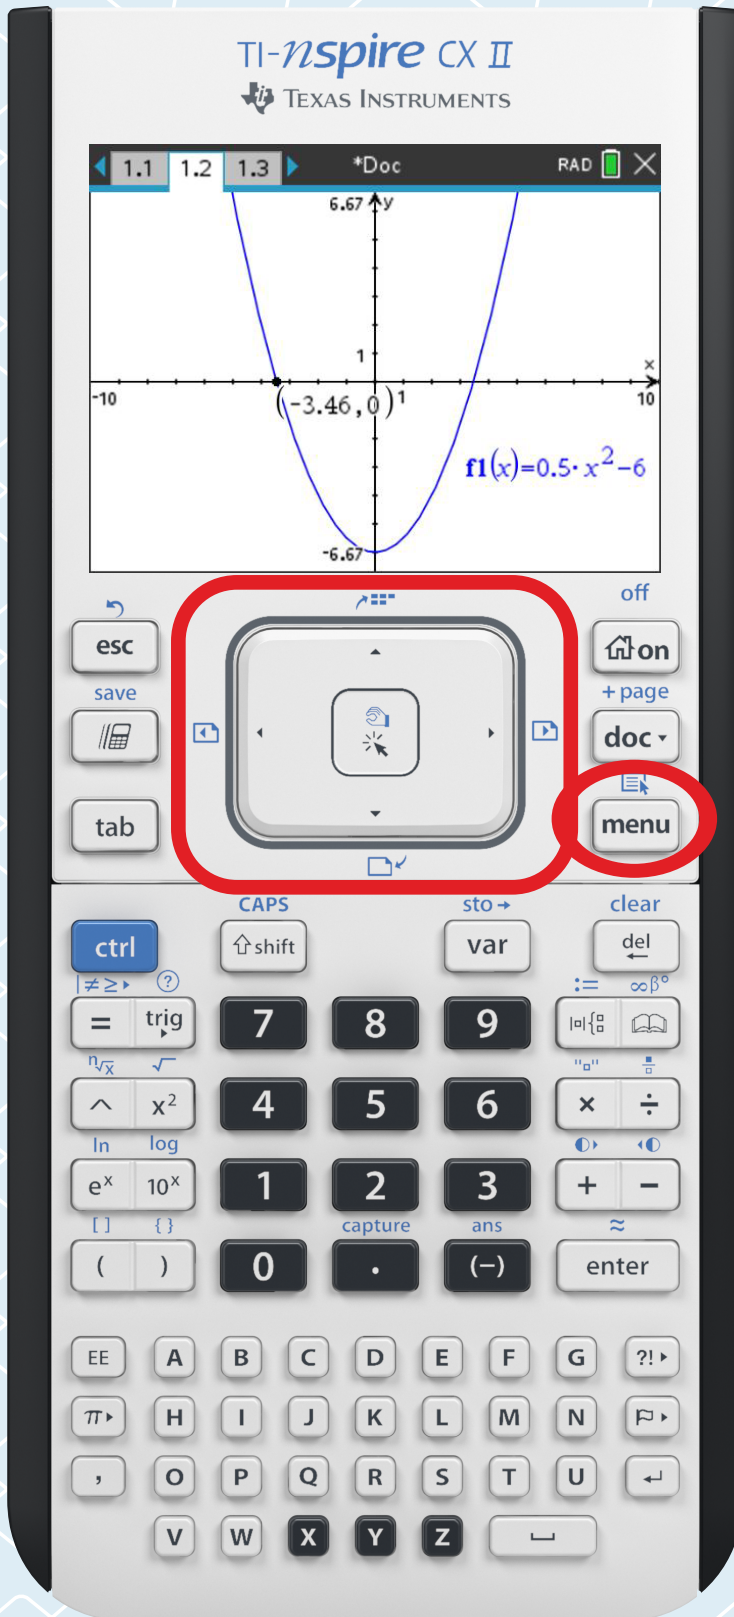 TI-nspire CX II
TEXAS INSTRUMENTS
1.1 1.2 1.3 *Doc RAD
6.67 y
1
x
-10
(-3.46,0) 1
10
f1(x)=0.5·x²-6
-6.67
off
esc
on
save
+ page
doc
tab
menu
CAPS
sto →
clear
ctrl
shift
var
del
| ≠ ≥ ▸ ?
:= ∞β°
= trig
7 8 9
ⁿ√x √
"▫"
^ x²
4 5 6
× ÷
ln log
eˣ 10ˣ
1 2 3
+ −
[ ] { }
capture
ans
≈
( )
0 . (−)
enter
EE A B C D E F G ?! ▸
π ▸ H I J K L M N
, O P Q R S T U
V W X Y Z